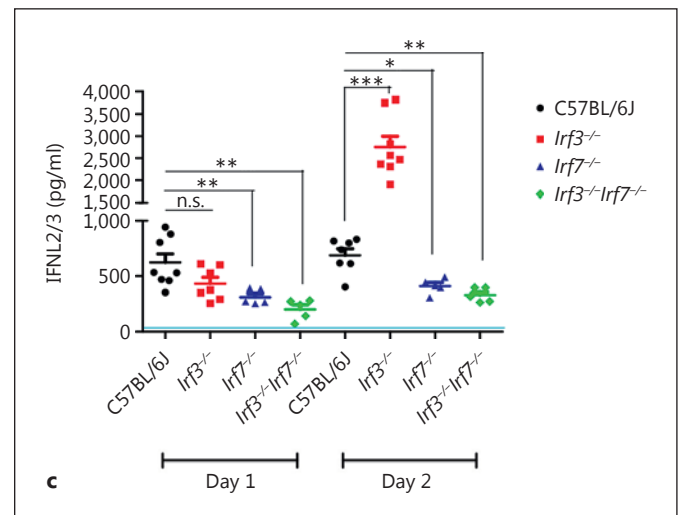 IFNL2/3 (pg/ml)
4,000
3,500
3,000
2,500
2,000
1,500
1,000
500
0
n.s.
**
**
***
*
**
C57BL/6J
Irf3⁻/⁻
Irf7⁻/⁻
Irf3⁻/⁻Irf7⁻/⁻
C57BL/6J
Irf3⁻/⁻
Irf7⁻/⁻
Irf3⁻/⁻Irf7⁻/⁻
Day 1
Day 2
C57BL/6J
Irf3⁻/⁻
Irf7⁻/⁻
Irf3⁻/⁻Irf7⁻/⁻
c